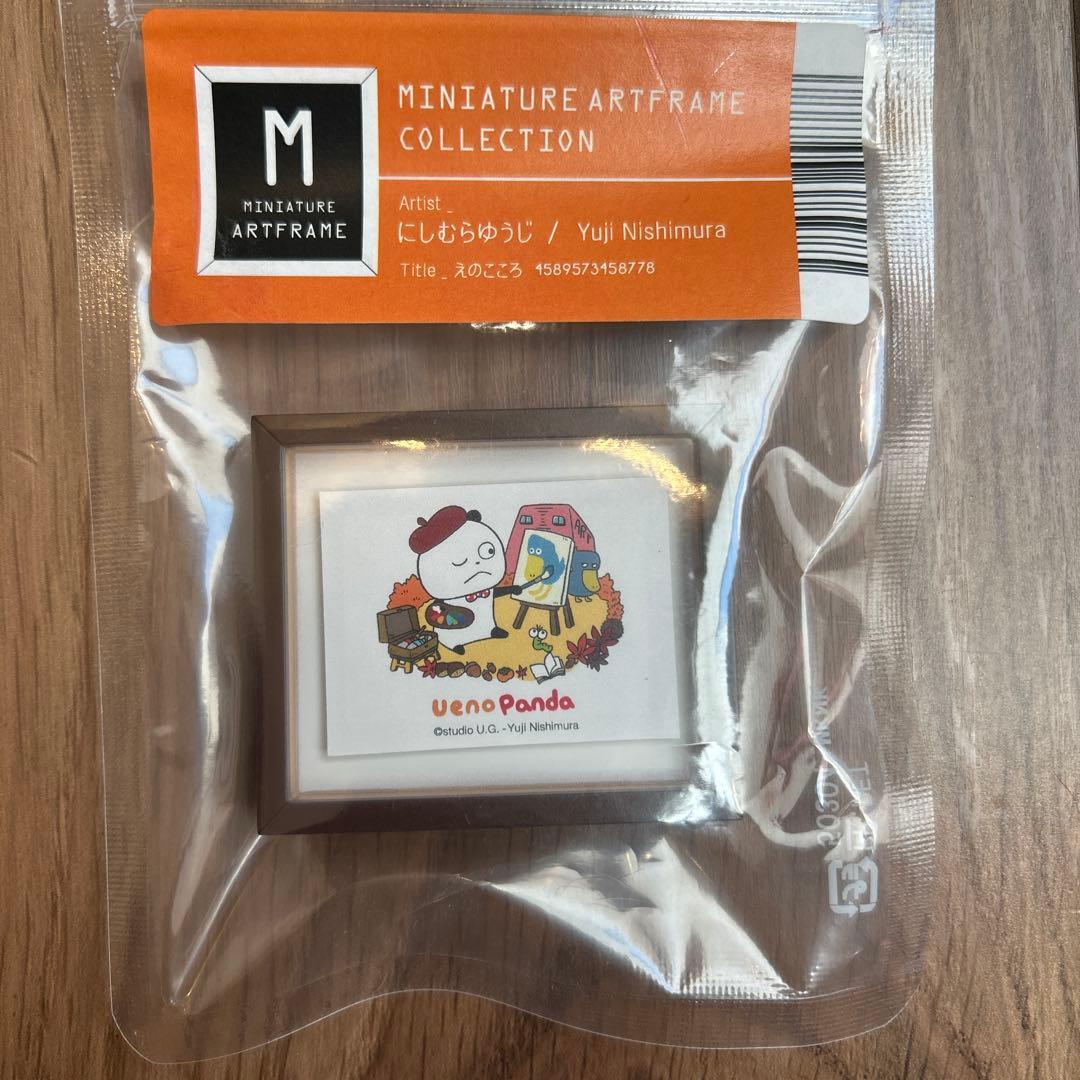 M
MINIATURE
ARTFRAME
MINIATURE ARTFRAME
COLLECTION
Artist _
にしむらゆうじ / Yuji Nishimura
Title _ えのこころ 4589573458778
ART
uenoPanda
©studio U.G. - Yuji Nishimura